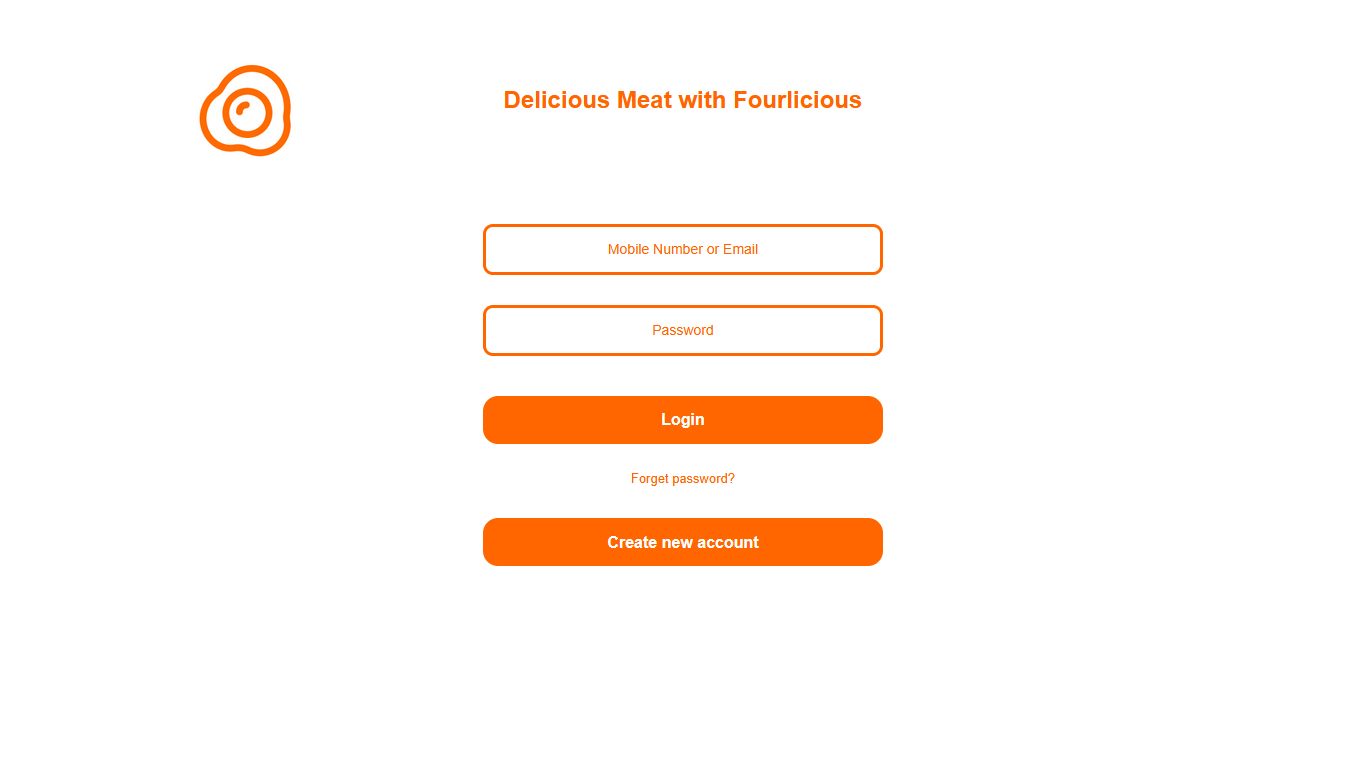 Delicious Meat with Fourlicious
Mobile Number or Email
Password
Login
Forget password?
Create new account